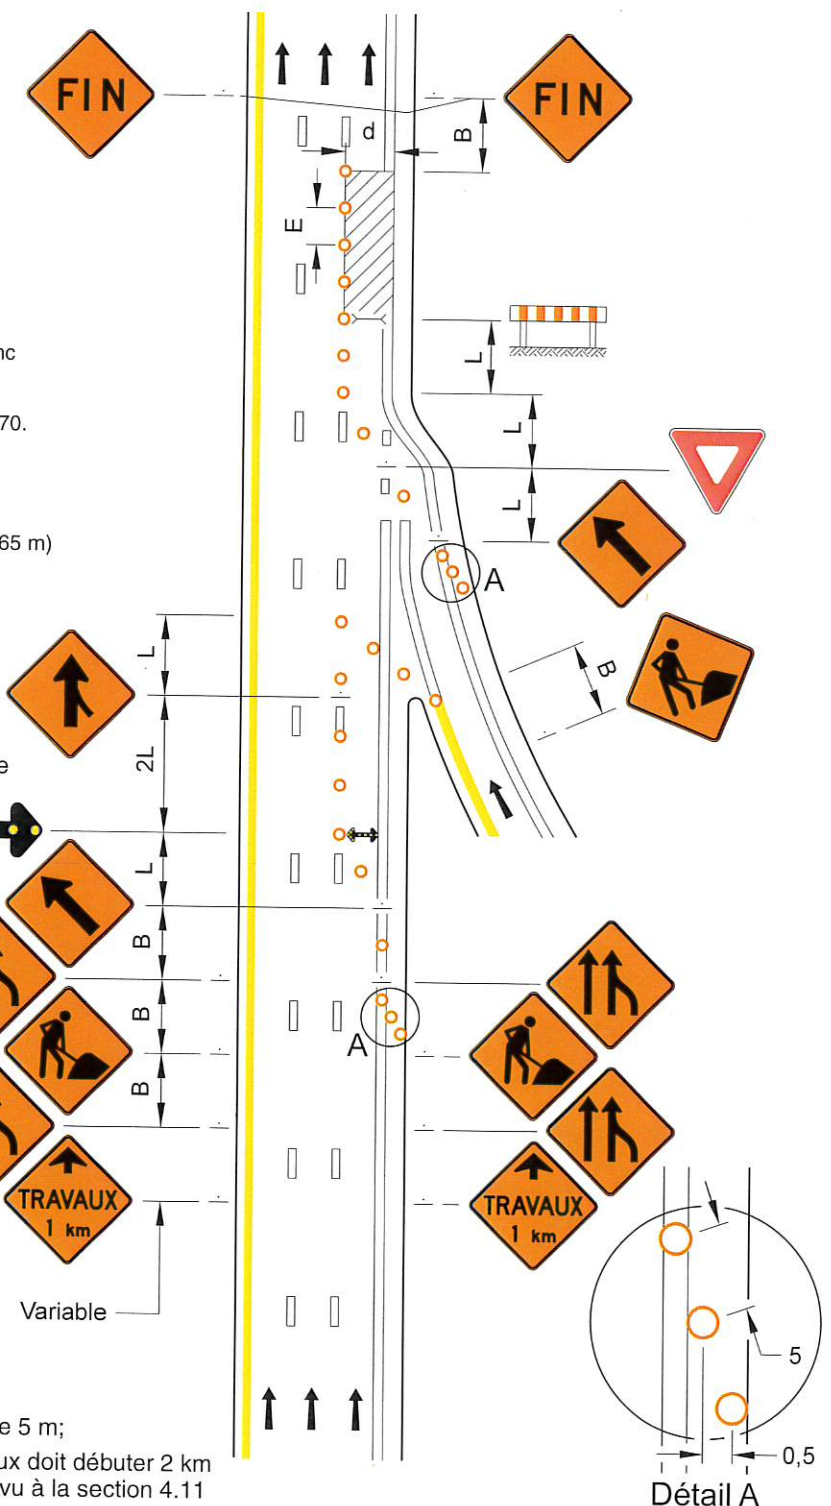 FIN
FIN
d
B
E
nc
L
70.
L
65 m)
L
A
L
B
2L
e
L
B
B
A
B
TRAVAUX
1 km
TRAVAUX
1 km
Variable
5
e 5 m;
ux doit débuter 2 km
vu à la section 4.11
0,5
Détail A